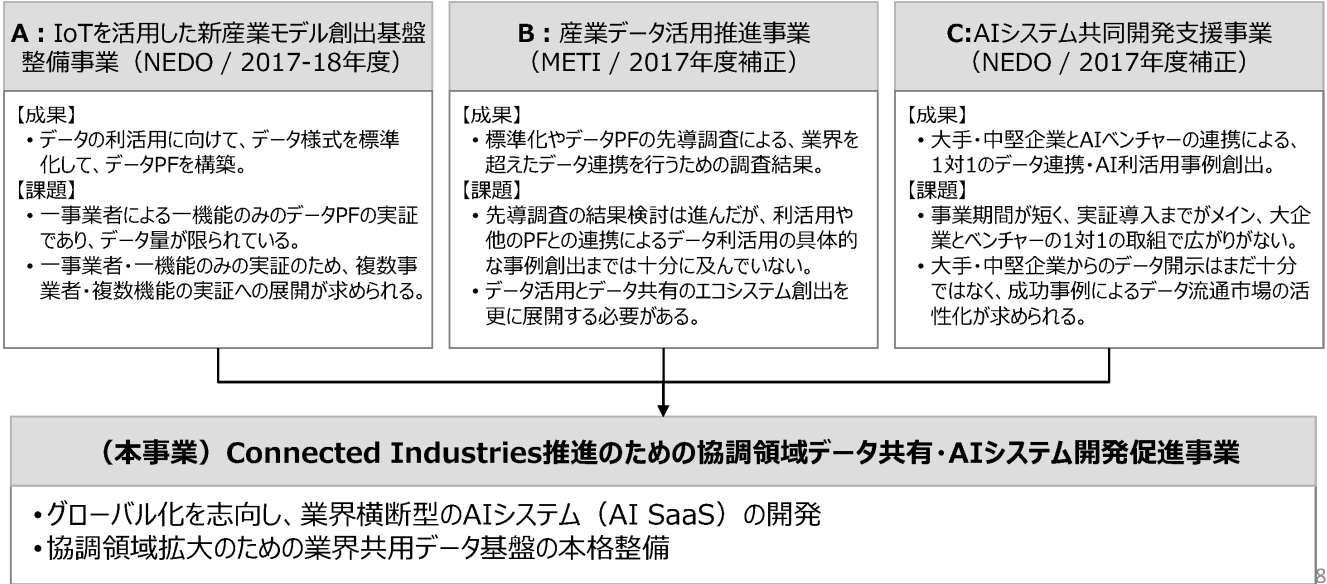 A：IoTを活用した新産業モデル創出基盤
整備事業（NEDO / 2017-18年度）
【成果】
・データの利活用に向けて、データ様式を標準
化して、データPFを構築。
【課題】
・一事業者による一機能のみのデータPFの実証
であり、データ量が限られている。
・一事業者・一機能のみの実証のため、複数事
業者・複数機能の実証への展開が求められる。
B：産業データ活用推進事業
（METI / 2017年度補正）
【成果】
・標準化やデータPFの先導調査による、業界を
超えたデータ連携を行うための調査結果。
【課題】
・先導調査の結果検討は進んだが、利活用や
他のPFとの連携によるデータ利活用の具体的
な事例創出までは十分に及んでいない。
・データ活用とデータ共有のエコシステム創出を
更に展開する必要がある。
C:AIシステム共同開発支援事業
（NEDO / 2017年度補正）
【成果】
・大手・中堅企業とAIベンチャーの連携による、
1対1のデータ連携・AI利活用事例創出。
【課題】
・事業期間が短く、実証導入までがメイン、大企
業とベンチャーの1対1の取組で広がりがない。
・大手・中堅企業からのデータ開示はまだ十分
ではなく、成功事例によるデータ流通市場の活
性化が求められる。
（本事業）Connected Industries推進のための協調領域データ共有・AIシステム開発促進事業
・グローバル化を志向し、業界横断型のAIシステム（AI SaaS）の開発
・協調領域拡大のための業界共用データ基盤の本格整備
8